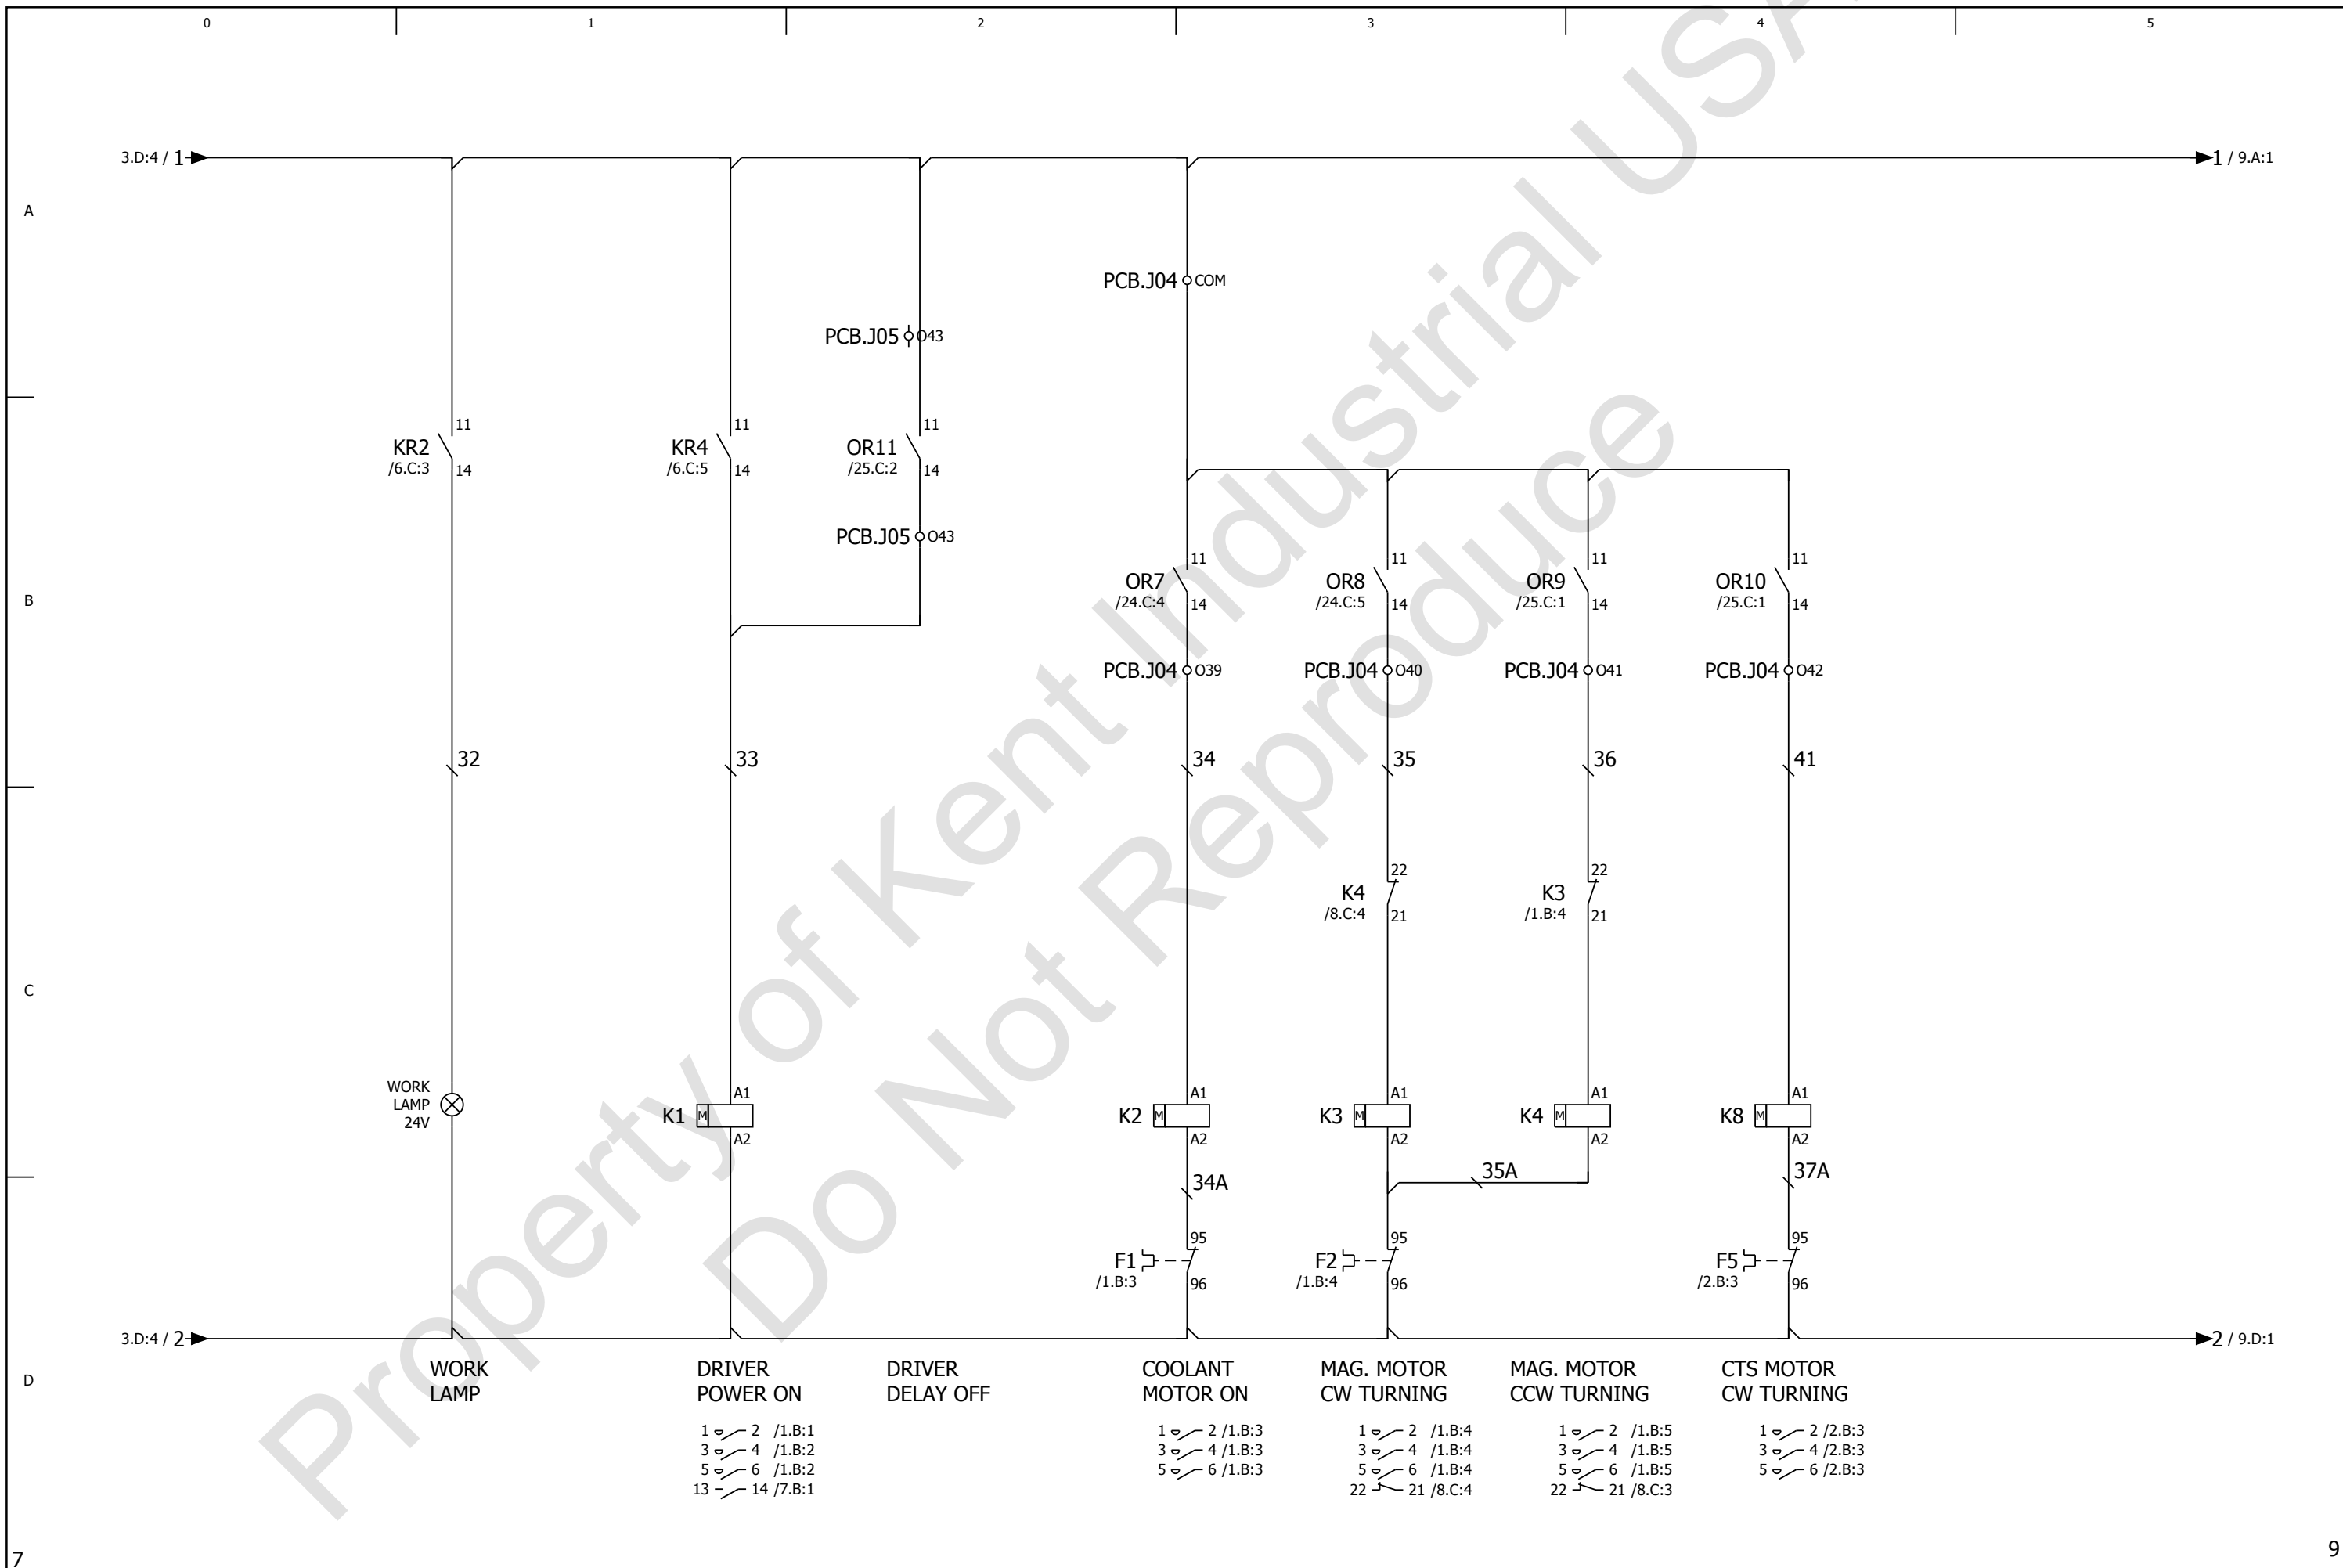 0 1 2 3 4 5
3.D:4 / 1
1 / 9.A:1
A
PCB.J04 COM
PCB.J05 O43
KR2 11
/6.C:3 14
KR4 11
/6.C:5 14
OR11 11
/25.C:2 14
PCB.J05 O43
B
OR7 11
/24.C:4 14
OR8 11
/24.C:5 14
OR9 11
/25.C:1 14
OR10 11
/25.C:1 14
PCB.J04 O39
PCB.J04 O40
PCB.J04 O41
PCB.J04 O42
32 33 34 35 36 41
K4 22
/8.C:4 21
K3 22
/1.B:4 21
C
WORK
LAMP
24V
K1 M A1
A2
K2 M A1
A2
K3 M A1
A2
K4 M A1
A2
K8 M A1
A2
34A
35A
37A
F1 95
/1.B:3 96
F2 95
/1.B:4 96
F5 95
/2.B:3 96
3.D:4 / 2
2 / 9.D:1
D
WORK
LAMP
DRIVER
POWER ON
1 2 /1.B:1
3 4 /1.B:2
5 6 /1.B:2
13 14 /7.B:1
DRIVER
DELAY OFF
COOLANT
MOTOR ON
1 2 /1.B:3
3 4 /1.B:3
5 6 /1.B:3
MAG. MOTOR
CW TURNING
1 2 /1.B:4
3 4 /1.B:4
5 6 /1.B:4
22 21 /8.C:4
MAG. MOTOR
CCW TURNING
1 2 /1.B:5
3 4 /1.B:5
5 6 /1.B:5
22 21 /8.C:3
CTS MOTOR
CW TURNING
1 2 /2.B:3
3 4 /2.B:3
5 6 /2.B:3
7
9
Property of Kent Industrial USA
Do Not Reproduce